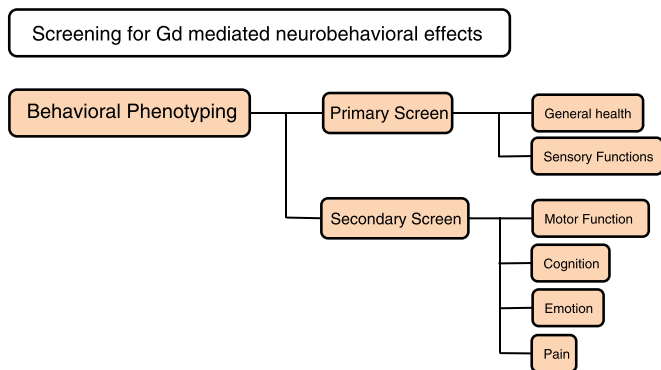 Screening for Gd mediated neurobehavioral effects
Behavioral Phenotyping
Primary Screen
General health
Sensory Functions
Secondary Screen
Motor Function
Cognition
Emotion
Pain